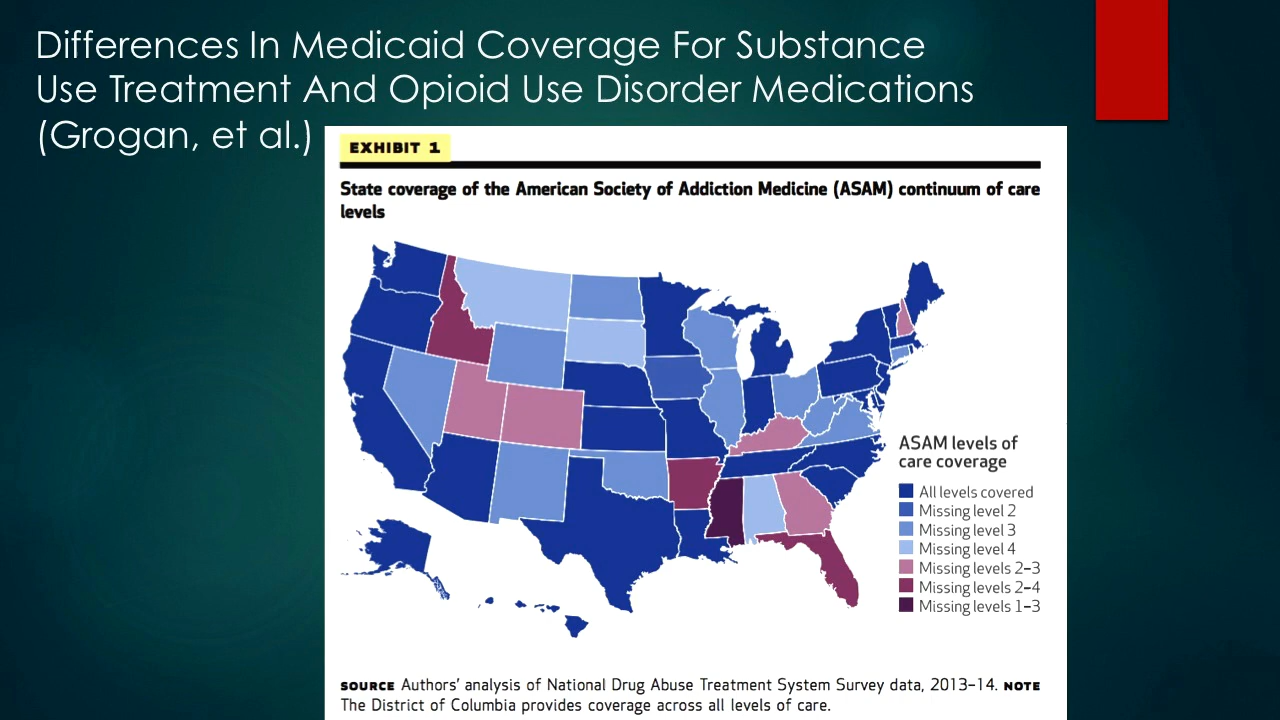 Differences In Medicaid Coverage For Substance
Use Treatment And Opioid Use Disorder Medications
(Grogan, et al.)
EXHIBIT 1
State coverage of the American Society of Addiction Medicine (ASAM) continuum of care
levels
ASAM levels of
care coverage
All levels covered
Missing level 2
Missing level 3
Missing level 4
Missing levels 2–3
Missing levels 2–4
Missing levels 1–3
SOURCE Authors’ analysis of National Drug Abuse Treatment System Survey data, 2013–14. NOTE
The District of Columbia provides coverage across all levels of care.